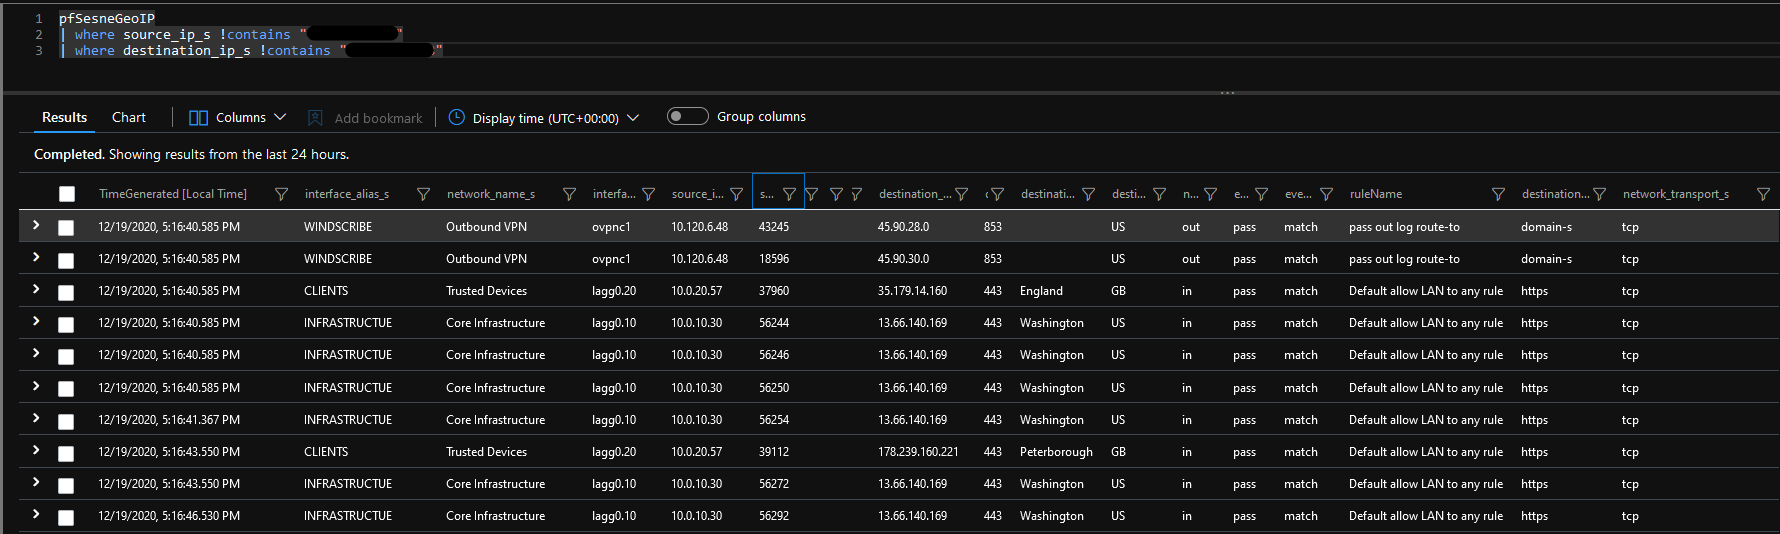 1 pfSesneGeoIP
2 | where source_ip_s !contains "
3 | where destination_ip_s !contains "
Results Chart Columns Add bookmark Display time (UTC+00:00) Group columns
Completed. Showing results from the last 24 hours.
TimeGenerated [Local Time] interface_alias_s network_name_s interfa... source_i... s... destination_... destinati... desti... n... e... eve... ruleName destination... network_transport_s
12/19/2020, 5:16:40.585 PM WINDSCRIBE Outbound VPN ovpnc1 10.120.6.48 43245 45.90.28.0 853 US out pass match pass out log route-to domain-s tcp
12/19/2020, 5:16:40.585 PM WINDSCRIBE Outbound VPN ovpnc1 10.120.6.48 18596 45.90.30.0 853 US out pass match pass out log route-to domain-s tcp
12/19/2020, 5:16:40.585 PM CLIENTS Trusted Devices lagg0.20 10.0.20.57 37960 35.179.14.160 443 England GB in pass match Default allow LAN to any rule https tcp
12/19/2020, 5:16:40.585 PM INFRASTRUCTUE Core Infrastructure lagg0.10 10.0.10.30 56244 13.66.140.169 443 Washington US in pass match Default allow LAN to any rule https tcp
12/19/2020, 5:16:40.585 PM INFRASTRUCTUE Core Infrastructure lagg0.10 10.0.10.30 56246 13.66.140.169 443 Washington US in pass match Default allow LAN to any rule https tcp
12/19/2020, 5:16:40.585 PM INFRASTRUCTUE Core Infrastructure lagg0.10 10.0.10.30 56250 13.66.140.169 443 Washington US in pass match Default allow LAN to any rule https tcp
12/19/2020, 5:16:41.367 PM INFRASTRUCTUE Core Infrastructure lagg0.10 10.0.10.30 56254 13.66.140.169 443 Washington US in pass match Default allow LAN to any rule https tcp
12/19/2020, 5:16:43.550 PM CLIENTS Trusted Devices lagg0.20 10.0.20.57 39112 178.239.160.221 443 Peterborough GB in pass match Default allow LAN to any rule https tcp
12/19/2020, 5:16:43.550 PM INFRASTRUCTUE Core Infrastructure lagg0.10 10.0.10.30 56272 13.66.140.169 443 Washington US in pass match Default allow LAN to any rule https tcp
12/19/2020, 5:16:46.530 PM INFRASTRUCTUE Core Infrastructure lagg0.10 10.0.10.30 56292 13.66.140.169 443 Washington US in pass match Default allow LAN to any rule https tcp